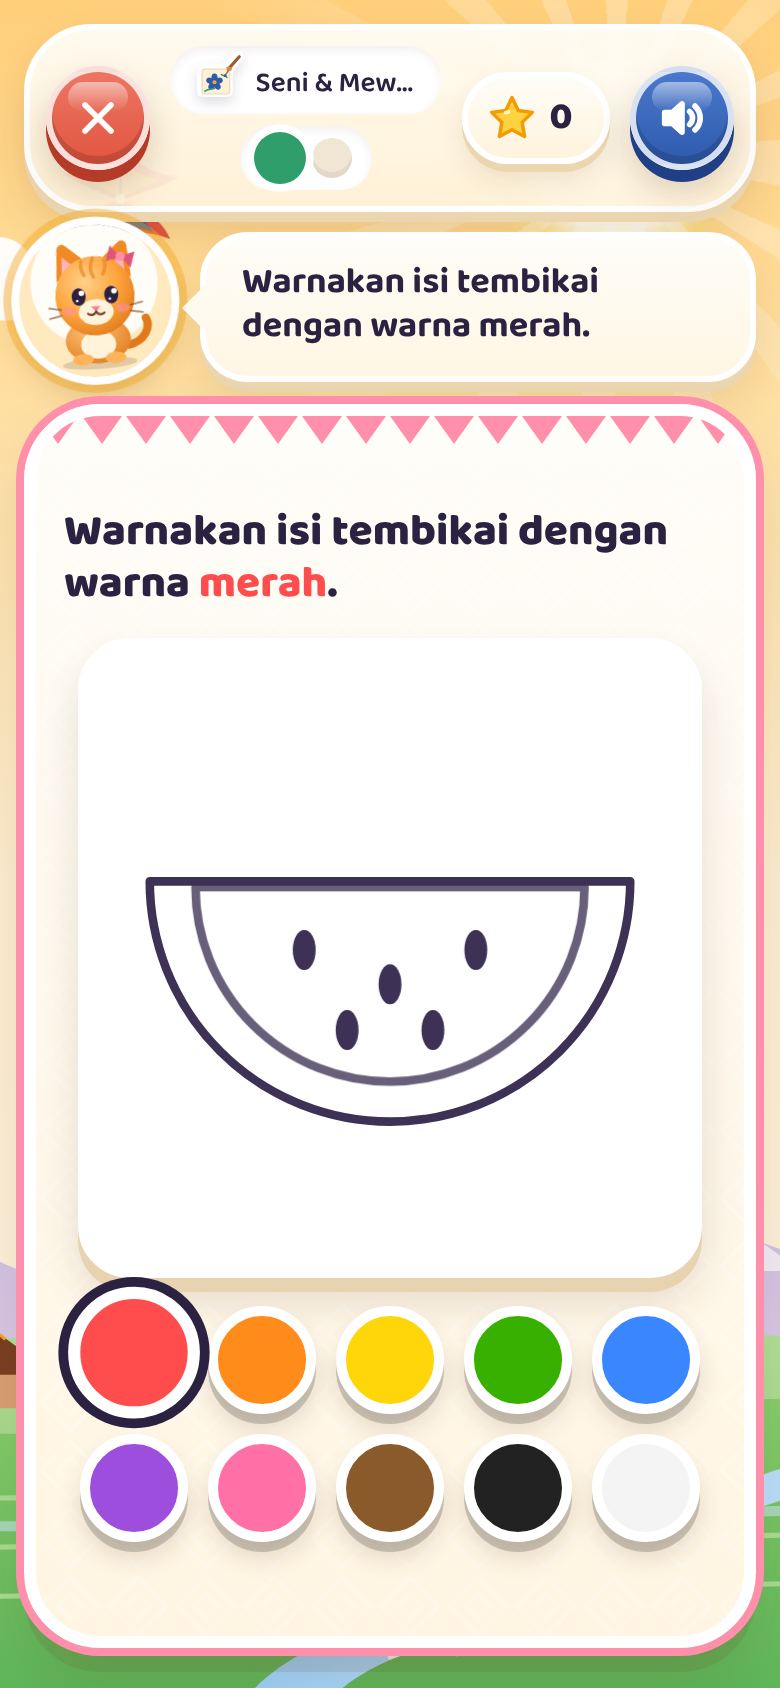 Seni & Mew...
0
Warnakan isi tembikai
dengan warna merah.
Warnakan isi tembikai dengan
warna merah.